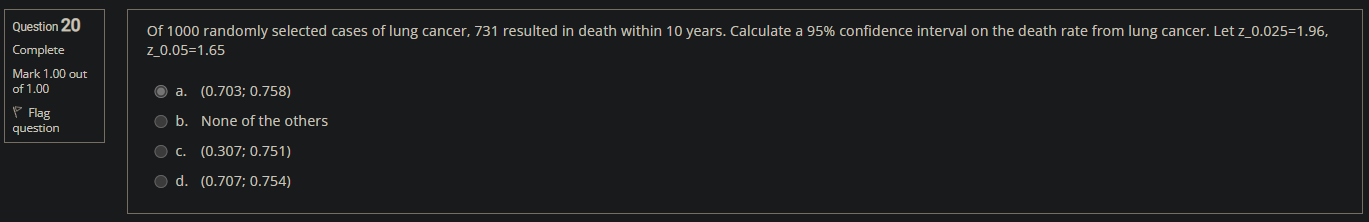 Question 20
Complete
Mark 1.00 out
of 1.00
Flag
question
Of 1000 randomly selected cases of lung cancer, 731 resulted in death within 10 years. Calculate a 95% confidence interval on the death rate from lung cancer. Let z_0.025=1.96,
z_0.05=1.65
a. (0.703; 0.758)
b. None of the others
c. (0.307; 0.751)
d. (0.707; 0.754)